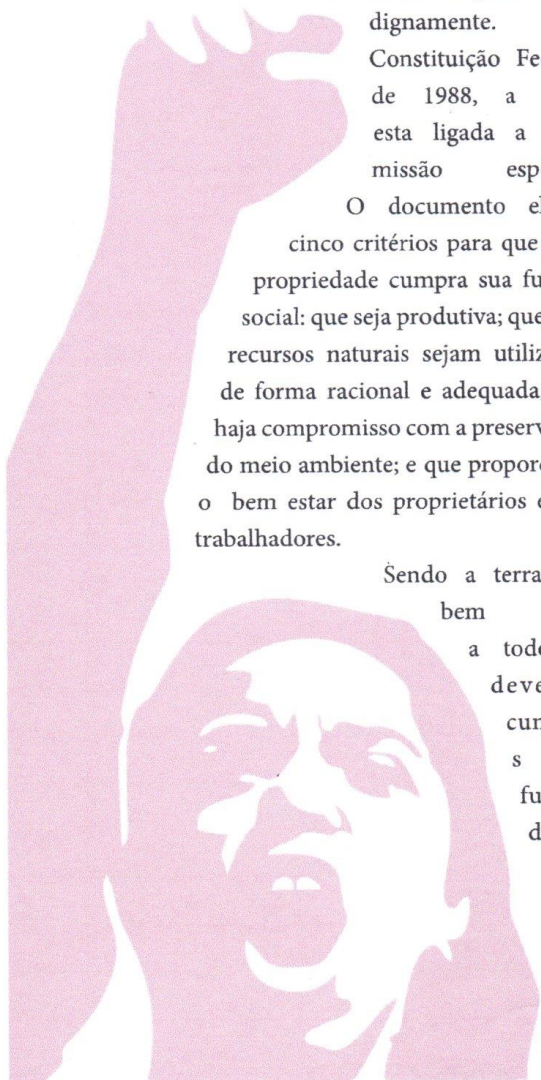 dignamente.
Constituição Fe
de 1988, a
esta ligada a
missão esp
O documento el
cinco critérios para que
propriedade cumpra sua fu
social: que seja produtiva; que
recursos naturais sejam utiliz
de forma racional e adequada
haja compromisso com a preserv
do meio ambiente; e que propor
o bem estar dos proprietários e
trabalhadores.
Sendo a terra
bem
a tod
deve
cun
s
fu
d